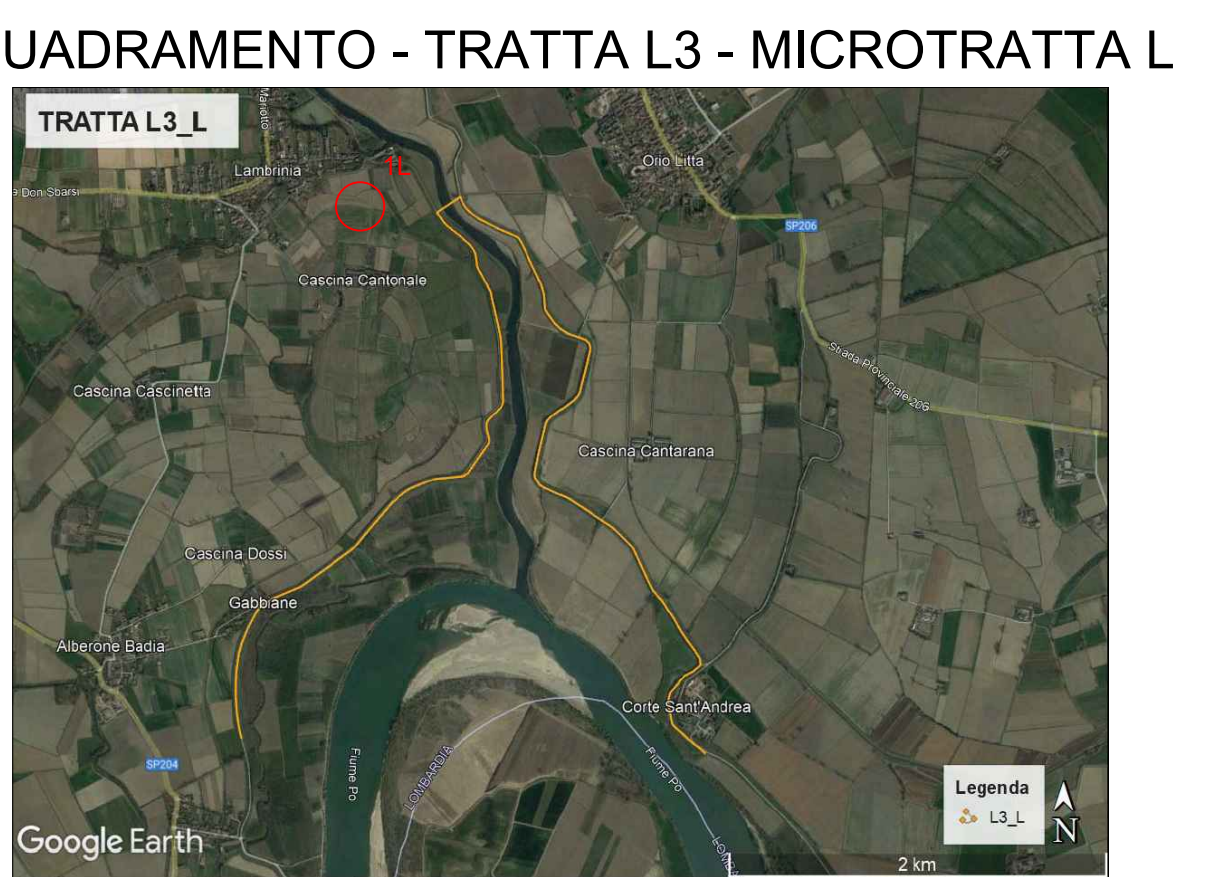 UADRAMENTO - TRATTA L3 - MICROTRATTA L
TRATTA L3_L
Mariotto
Lambrinia
1L
Orio Litta
Don Sbarsi
SP206
Cascina Cantonale
Strada Provinciale 206
Cascina Cascinetta
Cascina Cantarana
Cascina Dossi
Gabbiane
Alberone Badia
Corte Sant'Andrea
Fiume Po
LOMBARDIA
Fiume Po
SP204
Legenda
L3_L
N
Google Earth
LOMBA
2 km